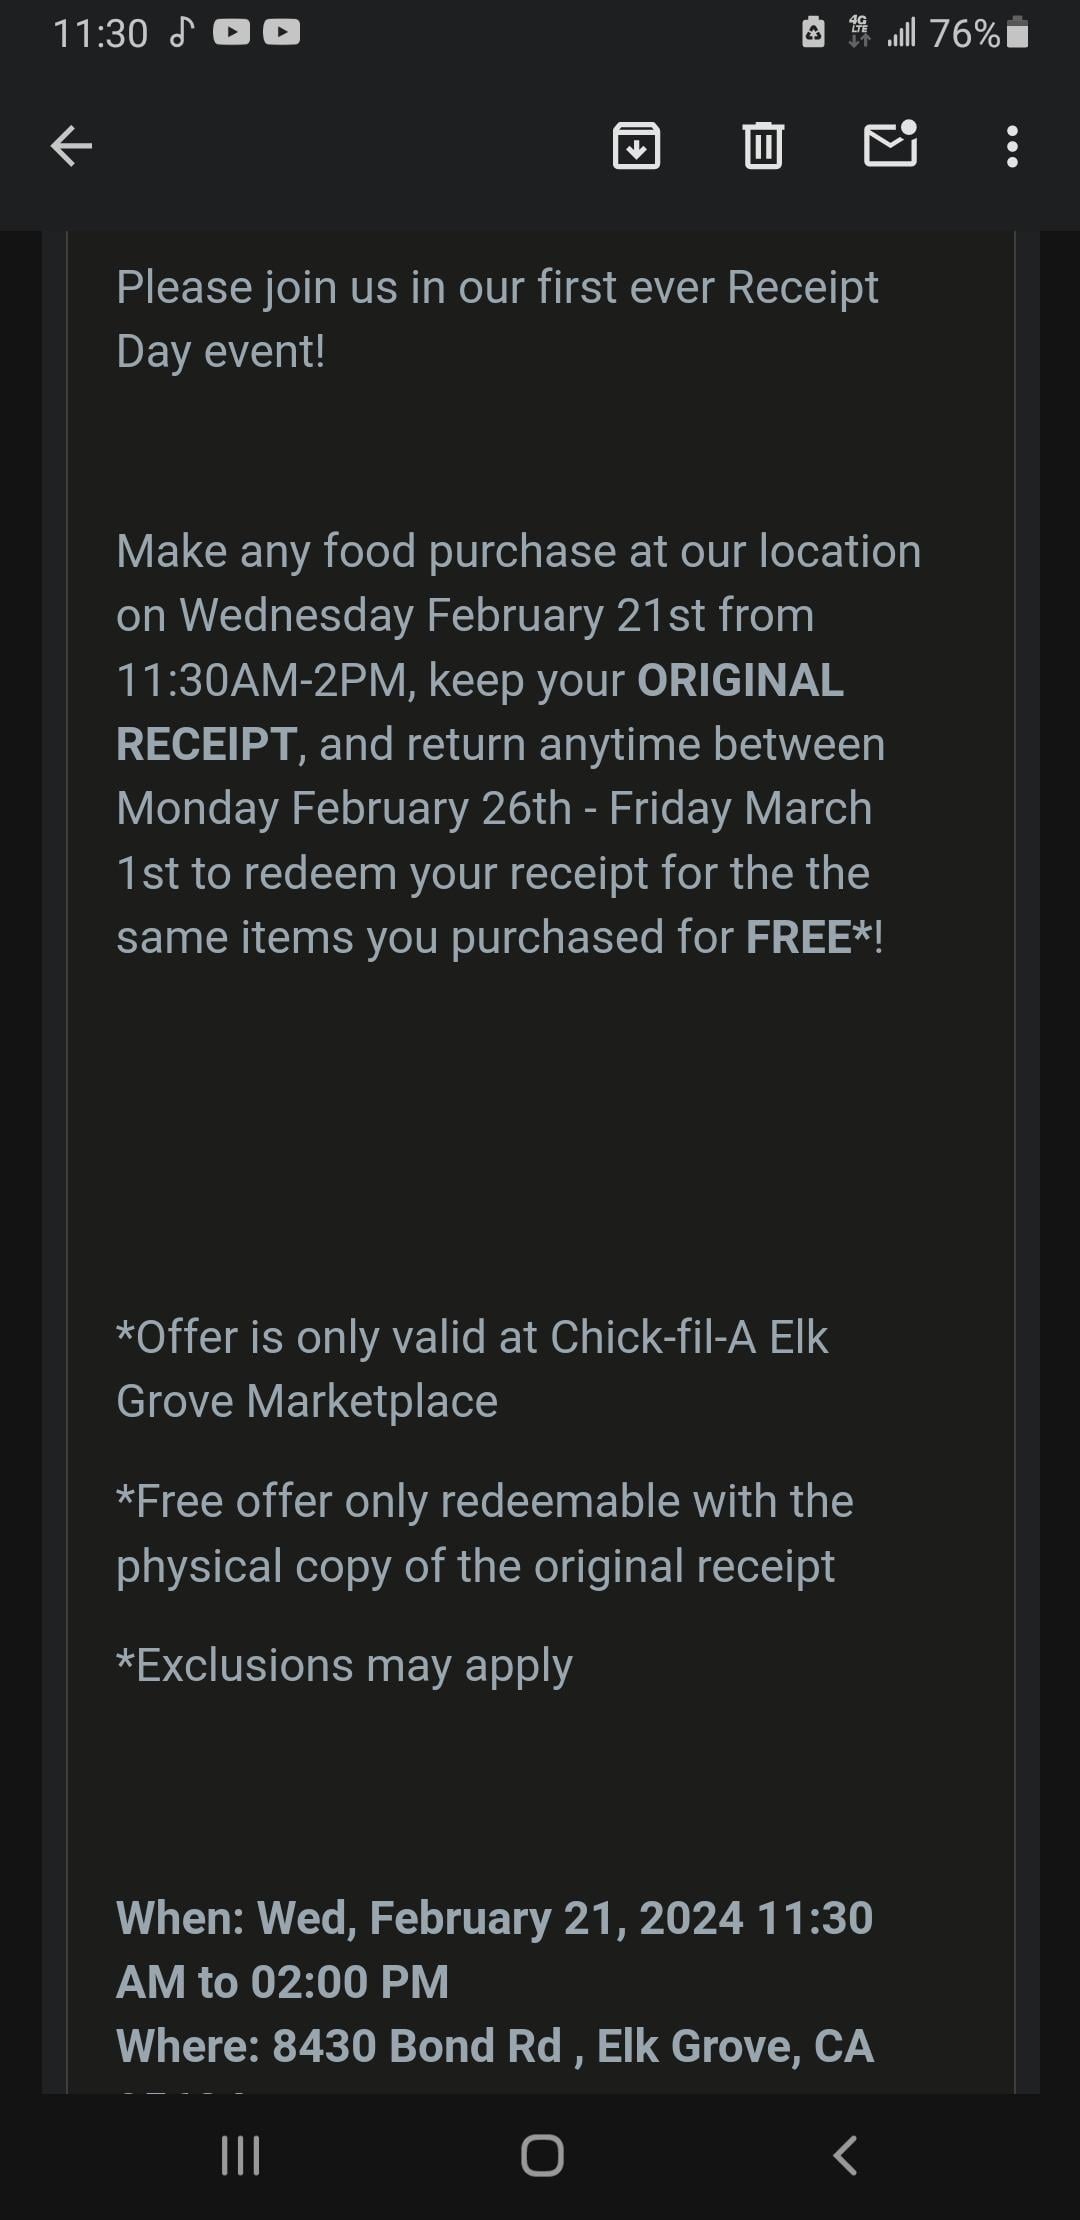 11:30
4G
LTE
76%
Please join us in our first ever Receipt
Day event!
Make any food purchase at our location
on Wednesday February 21st from
11:30AM-2PM, keep your ORIGINAL
RECEIPT, and return anytime between
Monday February 26th - Friday March
1st to redeem your receipt for the the
same items you purchased for FREE*!
*Offer is only valid at Chick-fil-A Elk
Grove Marketplace
*Free offer only redeemable with the
physical copy of the original receipt
*Exclusions may apply
When: Wed, February 21, 2024 11:30
AM to 02:00 PM
Where: 8430 Bond Rd , Elk Grove, CA